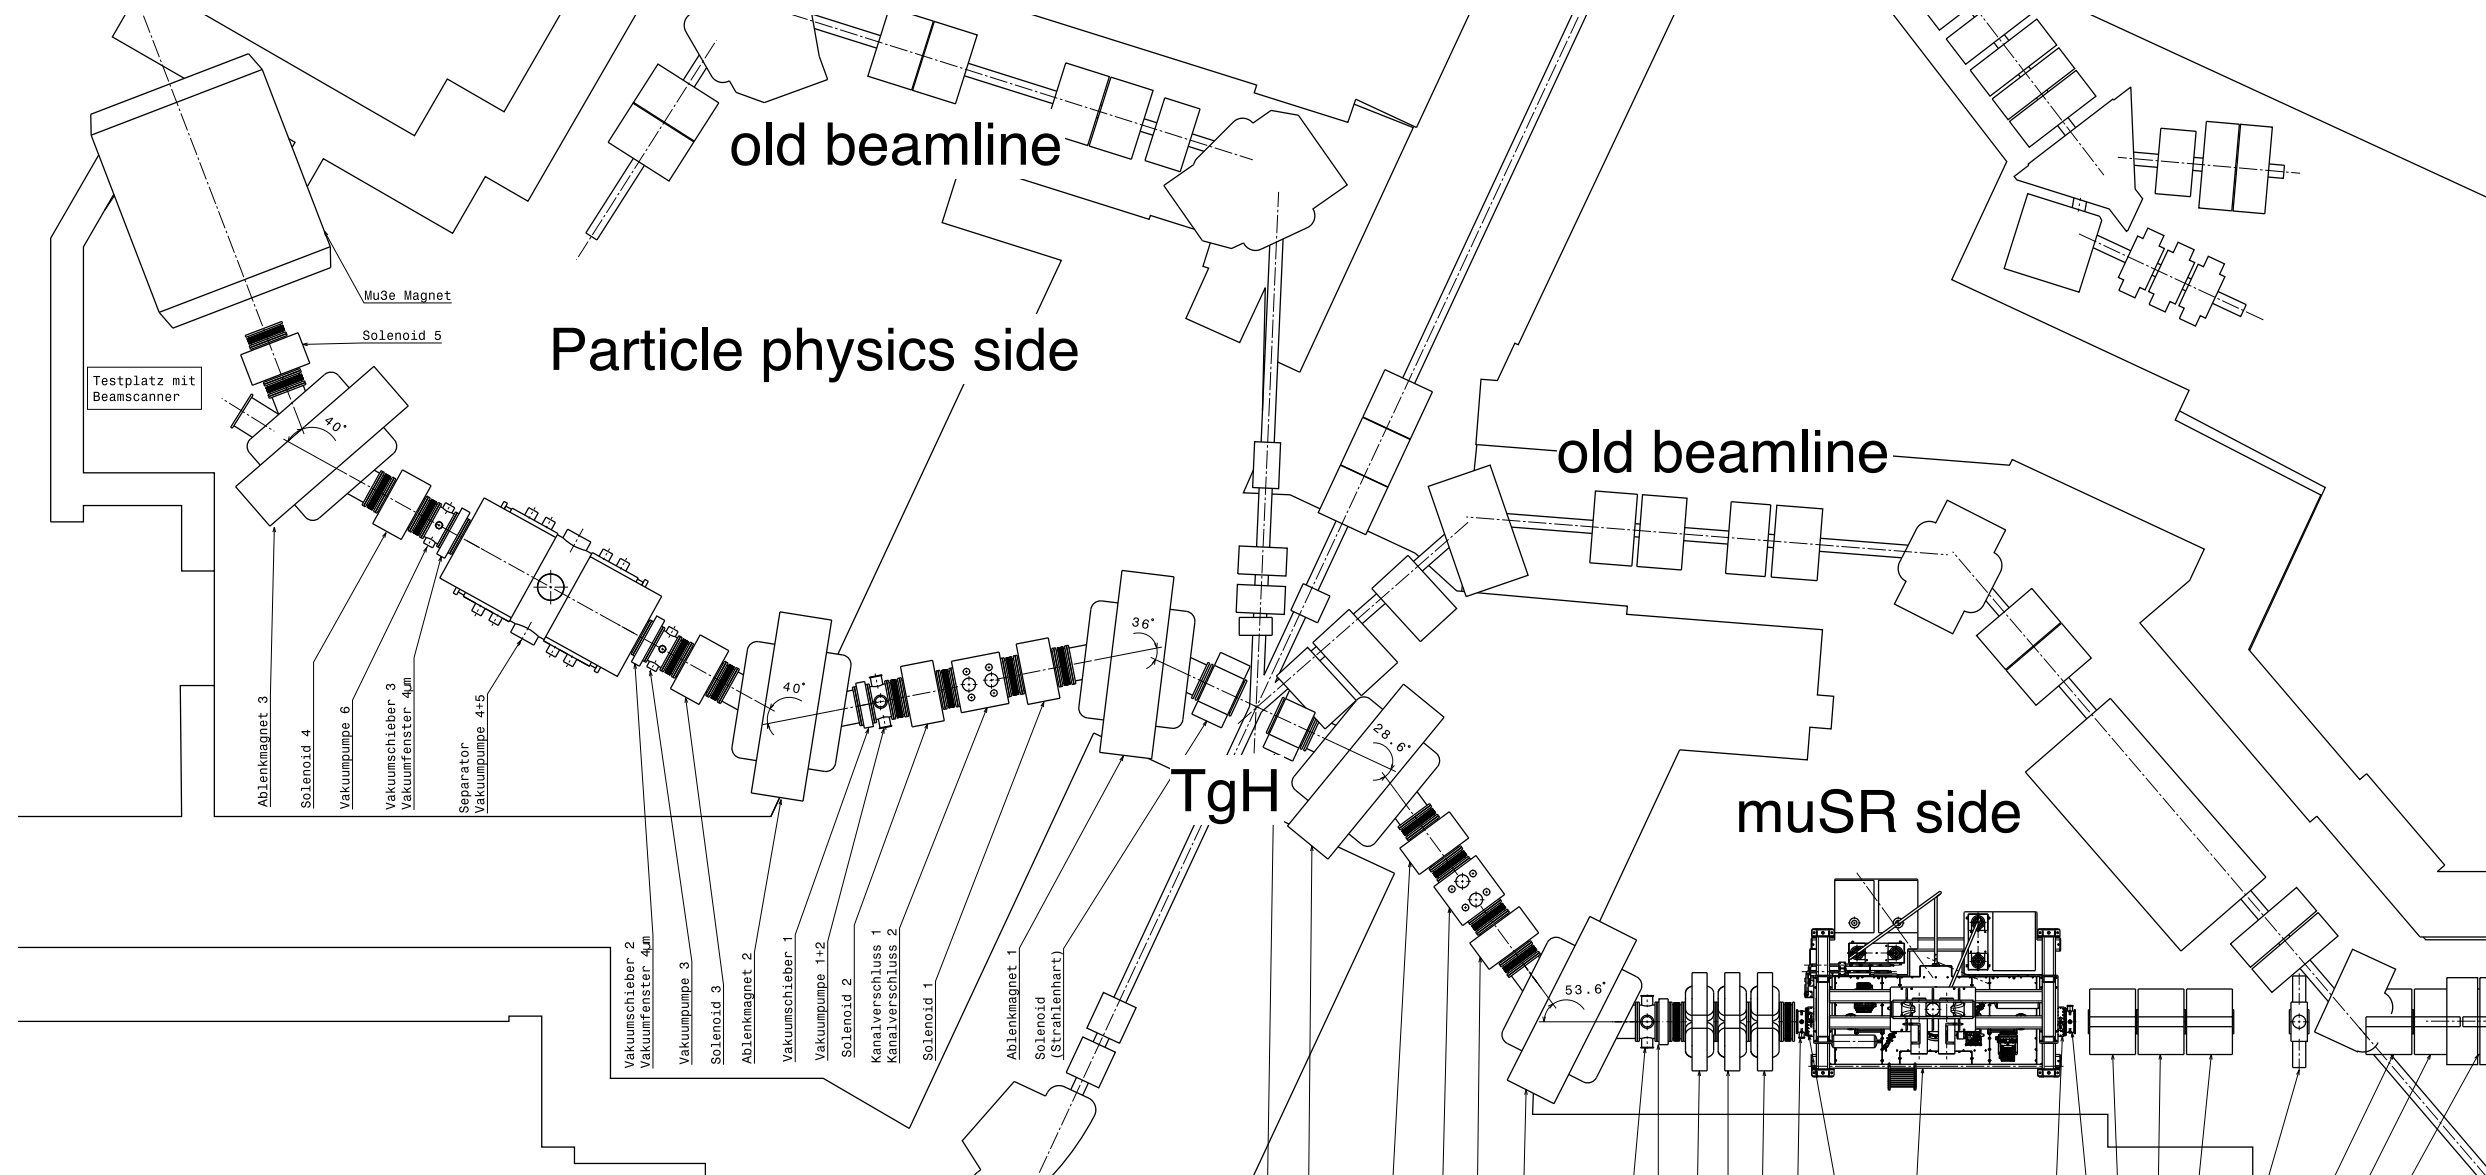 old beamline
Mu3e Magnet
Particle physics side
Solenoid 5
Testplatz mit
Beamscanner
40°
old beamline
36°
40°
28.6°
TgH
muSR side
Ablenkmagnet 3
Solenoid 4
Vakuumpumpe 6
Vakuumschieber 3
Vakuumfenster 4µm
Separator
Vakuumpumpe 4+5
53.6°
Vakuumschieber 2
Vakuumfenster 4µm
Vakuumpumpe 3
Solenoid 3
Ablenkmagnet 2
Vakuumschieber 1
Vakuumpumpe 1+2
Solenoid 2
Kanalverschluss 1
Kanalverschluss 2
Solenoid 1
Ablenkmagnet 1
Solenoid
(Strahlenhart)